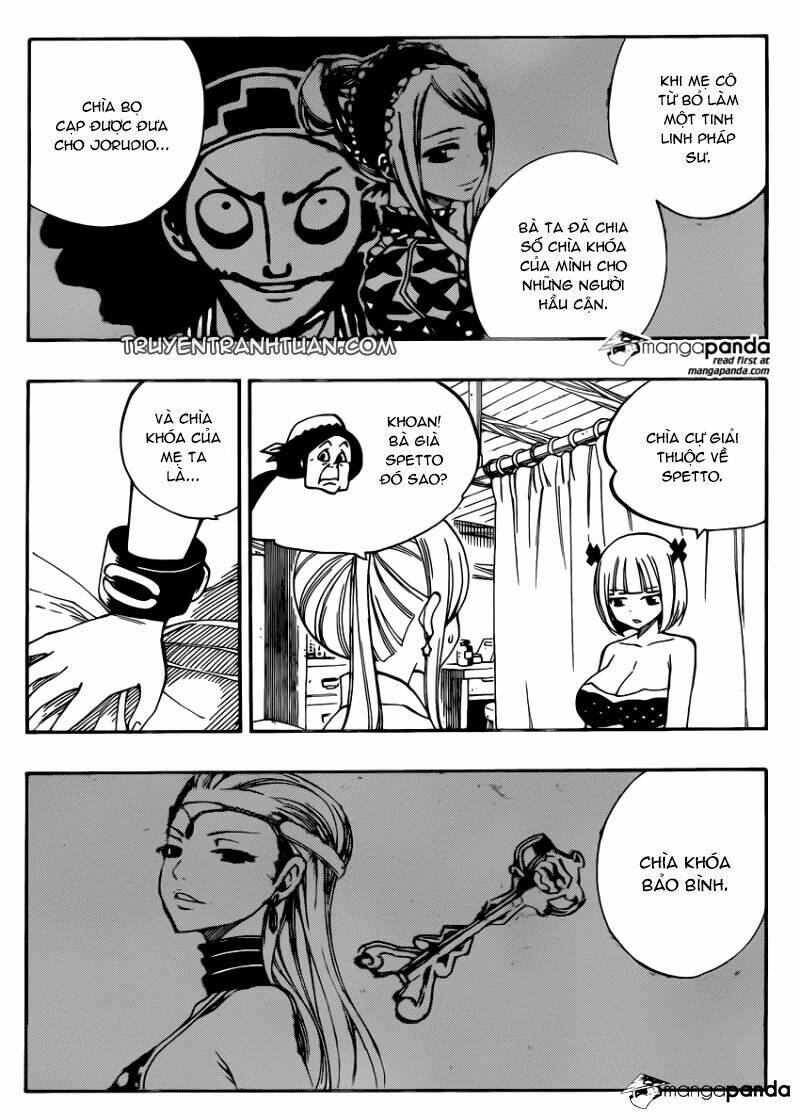 KHI MẸ CÔ
TỪ BỎ LÀM
MỘT TINH
LINH PHÁP
SƯ.
BÀ TA ĐÃ CHIA
SỐ CHÌA KHÓA
CỦA MÌNH CHO
NHỮNG NGƯỜI
HẦU CẬN.
CHÌA BỌ
CẠP ĐƯỢC ĐƯA
CHO JORUDIO...
TRUYENTRANHTUAN.COM
mangapanda
read first at
mangapanda.com
CHÌA CỰ GIẢI
THUỘC VỀ
SPETTO.
KHOAN!
BÀ GIÀ
SPETTO
ĐÓ SAO?
VÀ CHÌA
KHÓA CỦA
MẸ TA
LÀ...
CHÌA KHÓA
BẢO BÌNH.
mangapanda